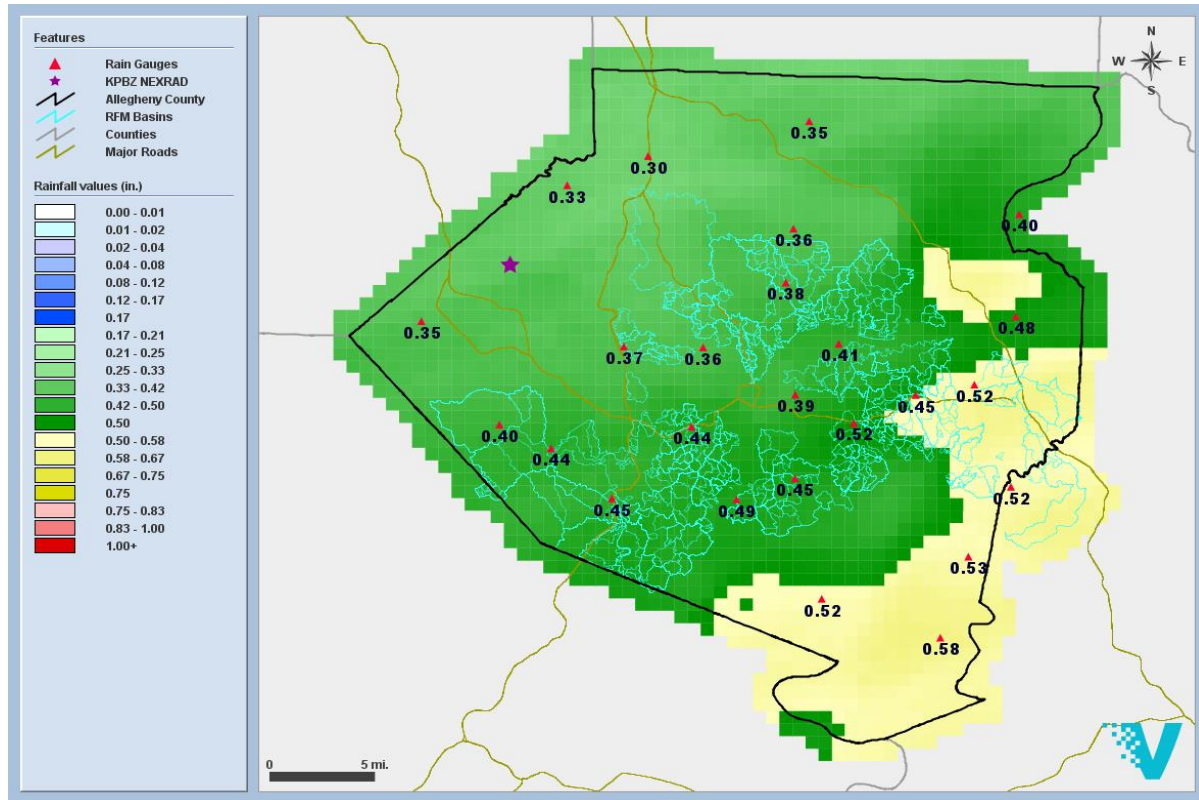 Features
Rain Gauges
KPBZ NEXRAD
Allegheny County
RFM Basins
Counties
Major Roads
Rainfall values (in.)
0.00 - 0.01
0.01 - 0.02
0.02 - 0.04
0.04 - 0.08
0.08 - 0.12
0.12 - 0.17
0.17
0.17 - 0.21
0.21 - 0.25
0.25 - 0.33
0.33 - 0.42
0.42 - 0.50
0.50
0.50 - 0.58
0.58 - 0.67
0.67 - 0.75
0.75
0.75 - 0.83
0.83 - 1.00
1.00+
N
W E
S
0.35
0.30
0.33
0.40
0.36
0.38
0.48
0.35
0.37
0.36
0.41
0.52
0.39
0.45
0.40
0.44
0.52
0.44
0.45
0.52
0.45
0.49
0.53
0.52
0.58
0 5 mi.
V